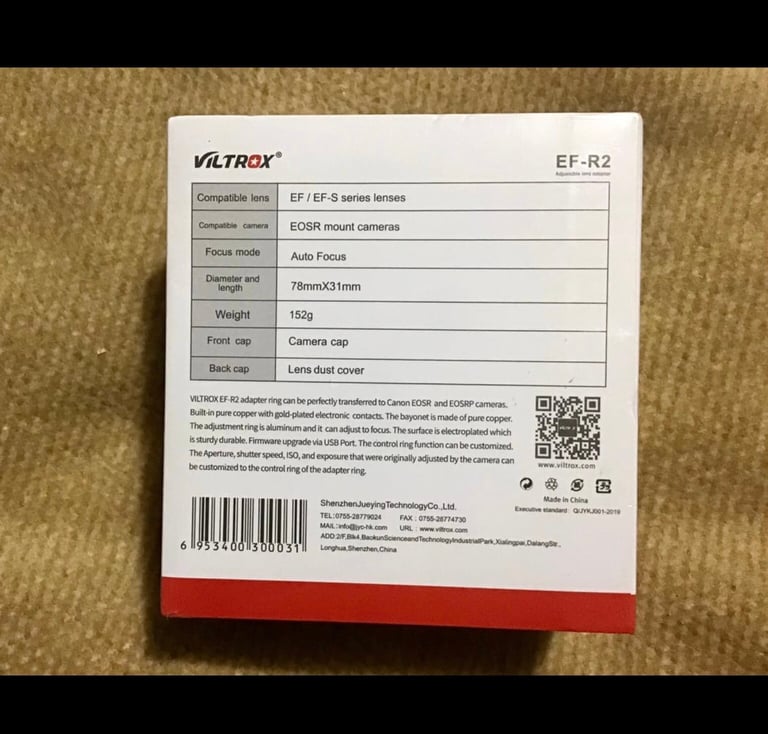 VILTROX®
EF-R2
Adjustable lens adapter
Compatible lens EF / EF-S series lenses
Compatible camera EOSR mount cameras
Focus mode Auto Focus
Diameter and
length 78mmX31mm
Weight 152g
Front cap Camera cap
Back cap Lens dust cover
VILTROX EF-R2 adapter ring can be perfectly transferred to Canon EOSR and EOSRP cameras.
Built-in pure copper with gold-plated electronic contacts. The bayonet is made of pure copper.
The adjustment ring is aluminum and it can adjust to focus. The surface is electroplated which
is sturdy durable. Firmware upgrade via USB Port. The control ring function can be customized.
The Aperture, shutter speed, ISO, and exposure that were originally adjusted by the camera can
be customized to the control ring of the adapter ring.
www.viltrox.com
Made in China
Executive standard: Q/JYKJ001-2019
6 953400 300031
ShenzhenJueyingTechnologyCo.,Ltd.
TEL:0755-28779024 FAX : 0755-28774730
MAIL:info@jyc-hk.com URL : www.viltrox.com
ADD:2/F,Blk4,BaokunScienceandTechnologyIndustrialPark,Xialingpai,DalangStr.,
Longhua,Shenzhen,China